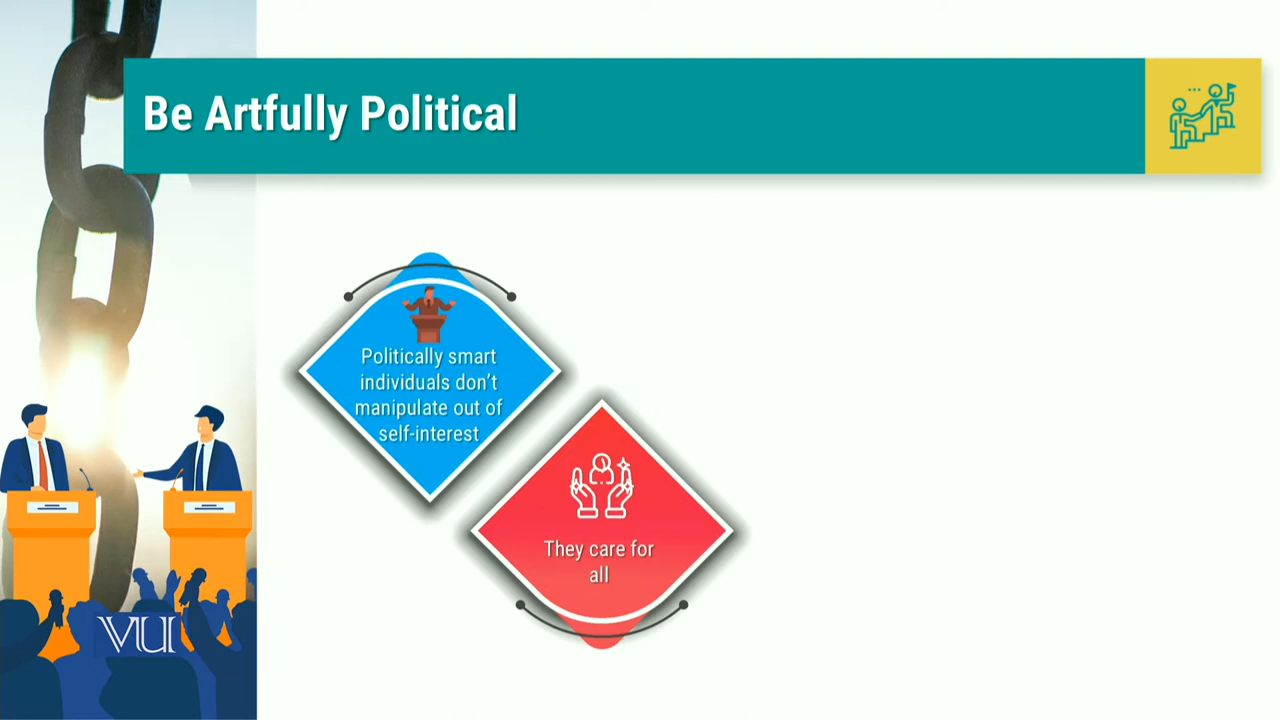 Be Artfully Political
Politically smart
individuals don't
manipulate out of
self-interest
They care for
all
VU